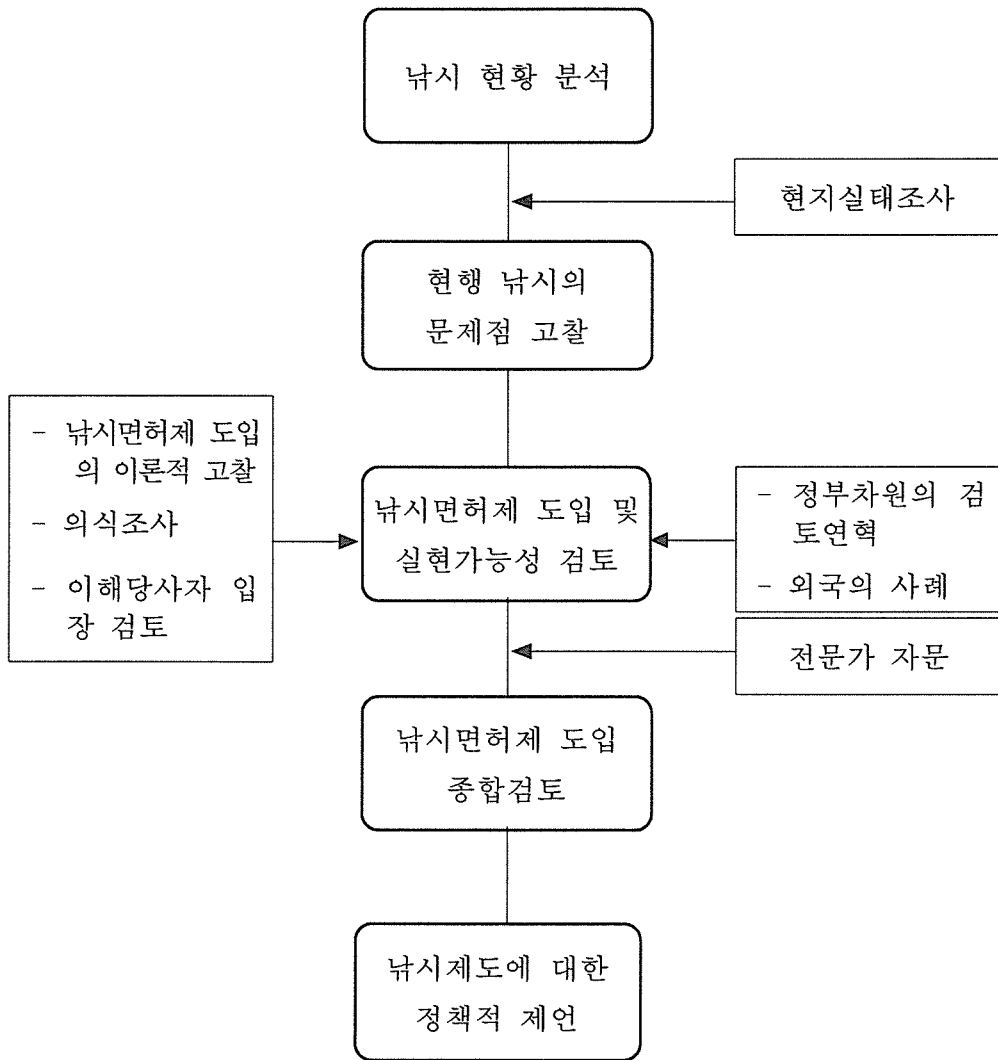 낚시 현황 분석
현지실태조사
현행 낚시의
문제점 고찰
- 낚시면허제 도입
의 이론적 고찰
- 의식조사
- 이해당사자 입
장 검토
낚시면허제 도입 및
실현가능성 검토
- 정부차원의 검
토연혁
- 외국의 사례
전문가 자문
낚시면허제 도입
종합검토
낚시제도에 대한
정책적 제언